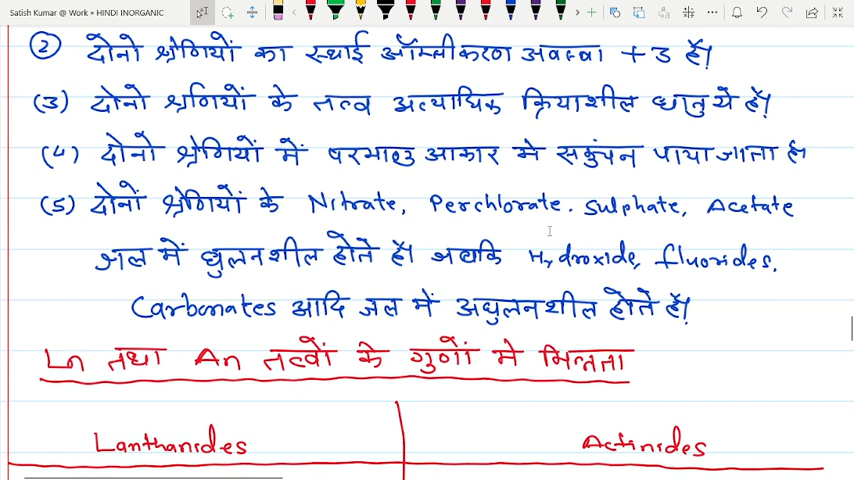 Satish Kumar @ Work » HINDI INORGANIC
② दोनो श्रेणियों का स्थाई ऑक्सीकरण अवस्था +3 हैं।
(3) दोनो श्रणियों के तत्व अत्याधिक क्रियाशील धातुये हैं।
(4) दोनो श्रेणियों में परमाणु आकार मे सकुंचन पाया जाता है।
(5) दोनों श्रेणियों के Nitrate, Perchlorate. Sulphate, Acetate
जल में घुलनशील होते हैं। जबकि Hydroxide, fluorides,
Carbonates आदि जल में अघुलनशील होते हैं।
Ln तथा An तत्वों के गुणों मे भिन्नता
Lanthanides
Actinides